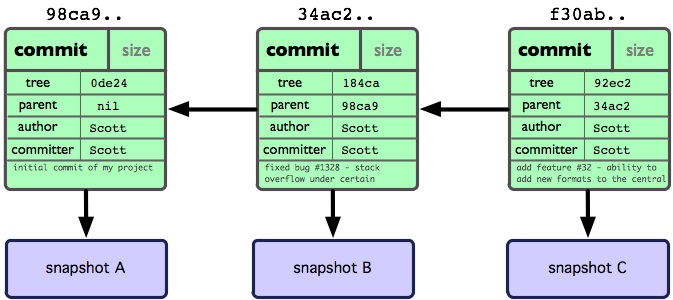 98ca9..
commit size
tree 0de24
parent nil
author Scott
committer Scott
initial commit of my project
snapshot A
34ac2..
commit size
tree 184ca
parent 98ca9
author Scott
committer Scott
fixed bug #1328 - stack
overflow under certain
snapshot B
f30ab..
commit size
tree 92ec2
parent 34ac2
author Scott
committer Scott
add feature #32 - ability to
add new formats to the central
snapshot C